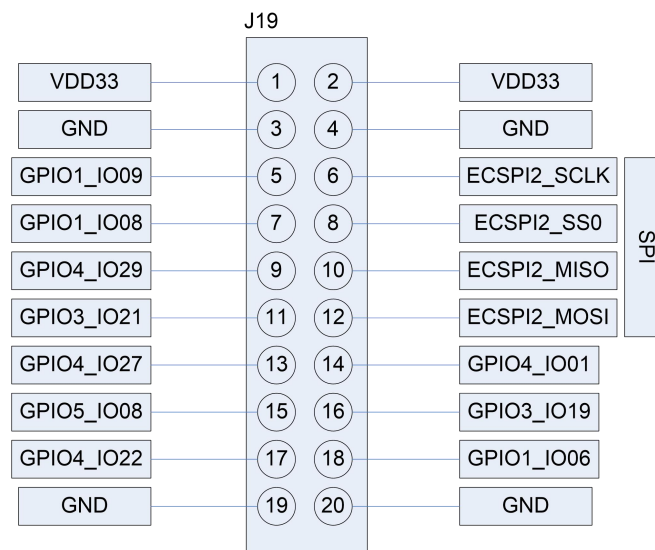 J19
VDD33 1 2 VDD33
GND 3 4 GND
GPIO1_IO09 5 6 ECSPI2_SCLK
GPIO1_IO08 7 8 ECSPI2_SS0
GPIO4_IO29 9 10 ECSPI2_MISO
GPIO3_IO21 11 12 ECSPI2_MOSI
SPI
GPIO4_IO27 13 14 GPIO4_IO01
GPIO5_IO08 15 16 GPIO3_IO19
GPIO4_IO22 17 18 GPIO1_IO06
GND 19 20 GND